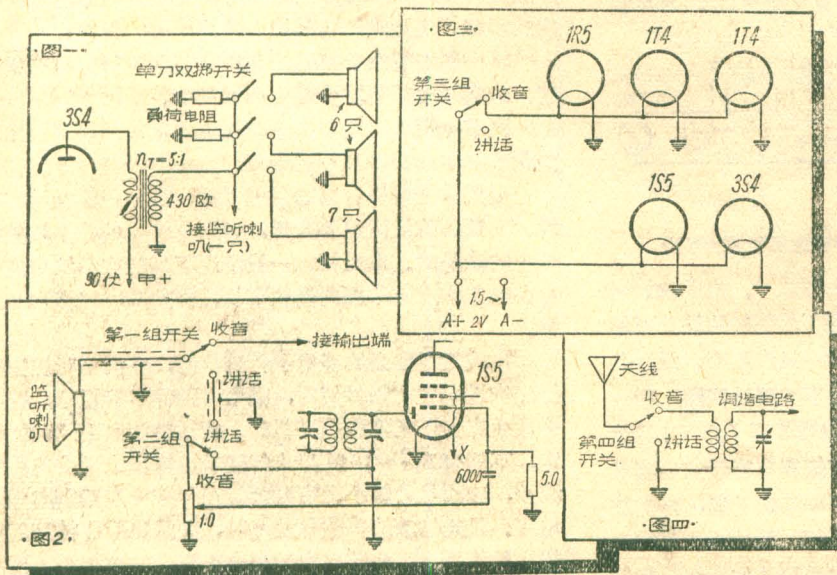 ·图一·
单刀双掷开关
负荷电阻
3S4
nT=5:1
430欧
6只
7只
接监听喇
叭(一只)
90伏 甲+
·图三·
1R5
1T4
1T4
第三组
开关
收音
讲话
1S5
3S4
1.5～
A+ 2V A-
第一组开关
收音
接输出端
监听喇叭
讲话
讲话
第二组
开关
收音
1.0
1S5
X
6000
5.0
·图2·
天线
收音
调谐电路
第四组
开关
讲话
·图四·